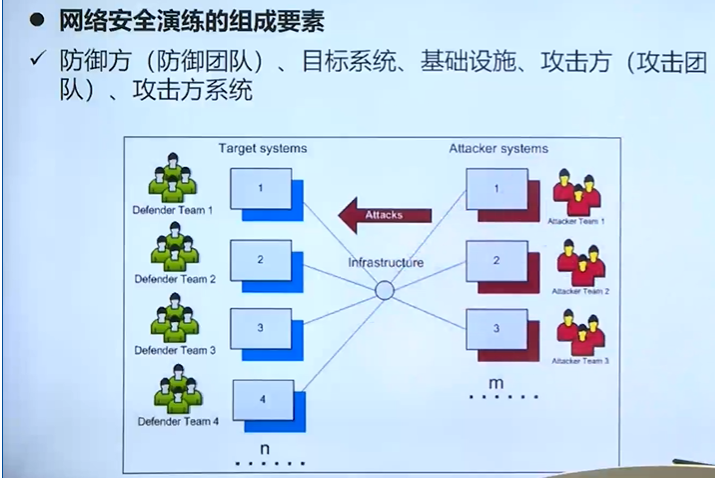 ● 网络安全演练的组成要素
✓ 防御方（防御团队）、目标系统、基础设施、攻击方（攻击团
队）、攻击方系统
Target systems
Attacker systems
1
1
Defender Team 1
Attacks
Attacker Team 1
2
Infrastructure
2
Defender Team 2
Attacker Team 2
3
3
Defender Team 3
Attacker Team 3
4
m
······
Defender Team 4
n
······